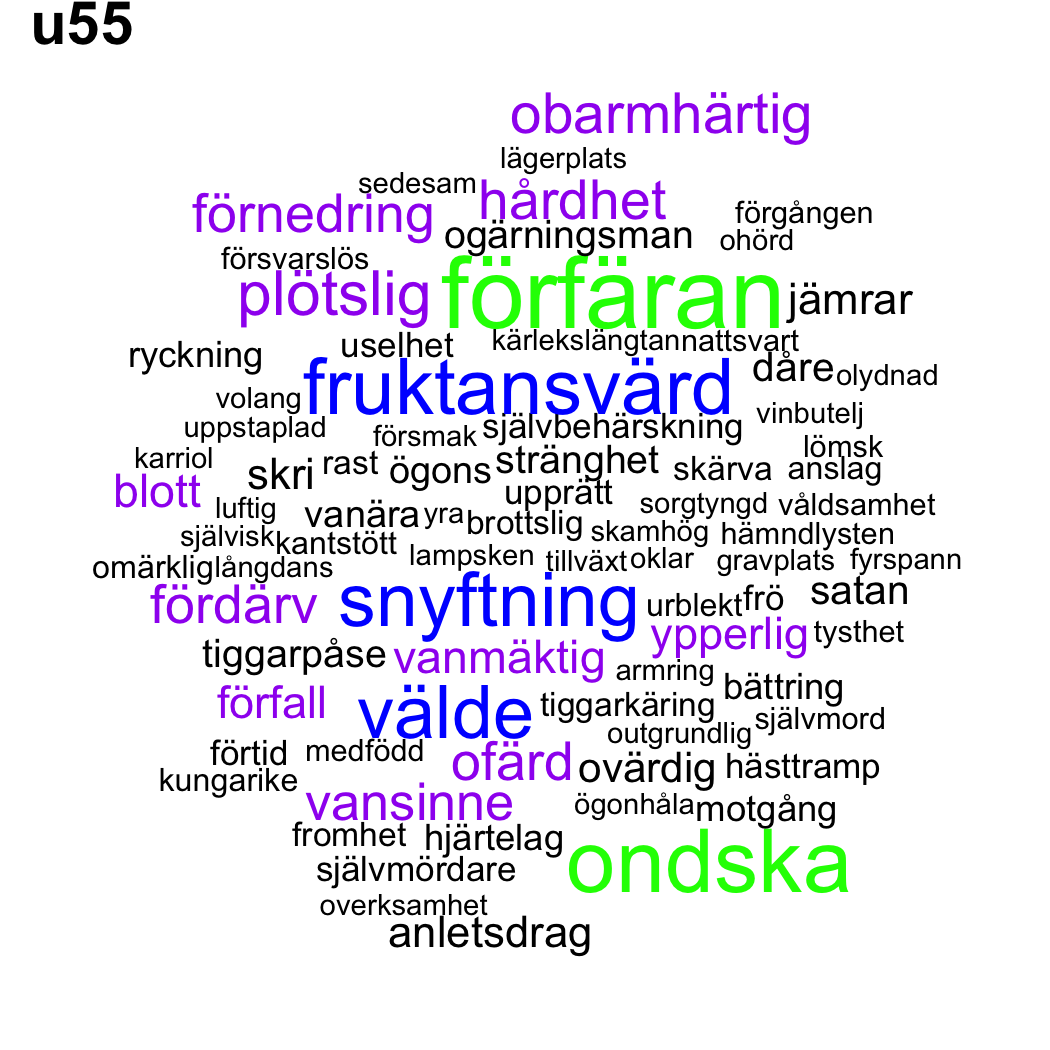 u55
obarmhärtig
lägerplats
sedesam hårdhet
förnedring förgången
ogärningsman ohörd
försvarslös
plötslig förfäran jämrar
uselhet kärlekslängtan nattsvart
ryckning dåre olydnad
volang fruktansvärd vinbutelj
uppstaplad försmak självbehärskning
karriol lömsk
skri rast ögons stränghet skärva anslag
blott upprätt sorgtyngd våldsamhet
luftig vanära yra brottslig skamhög hämndlysten
självisk kantstött lampsken tillväxt oklar gravplats fyrspann
omärklig långdans
fördärv snyftning urblekt frö satan
ypperlig tysthet
tiggarpåse vanmäktig armring bättring
förfall välde tiggarkäring självmord
outgrundlig
förtid medfödd ofärd ovärdig hästtramp
kungarike
vansinne ögonhåla motgång
fromhet hjärtelag
självmördare ondska
overksamhet
anletsdrag